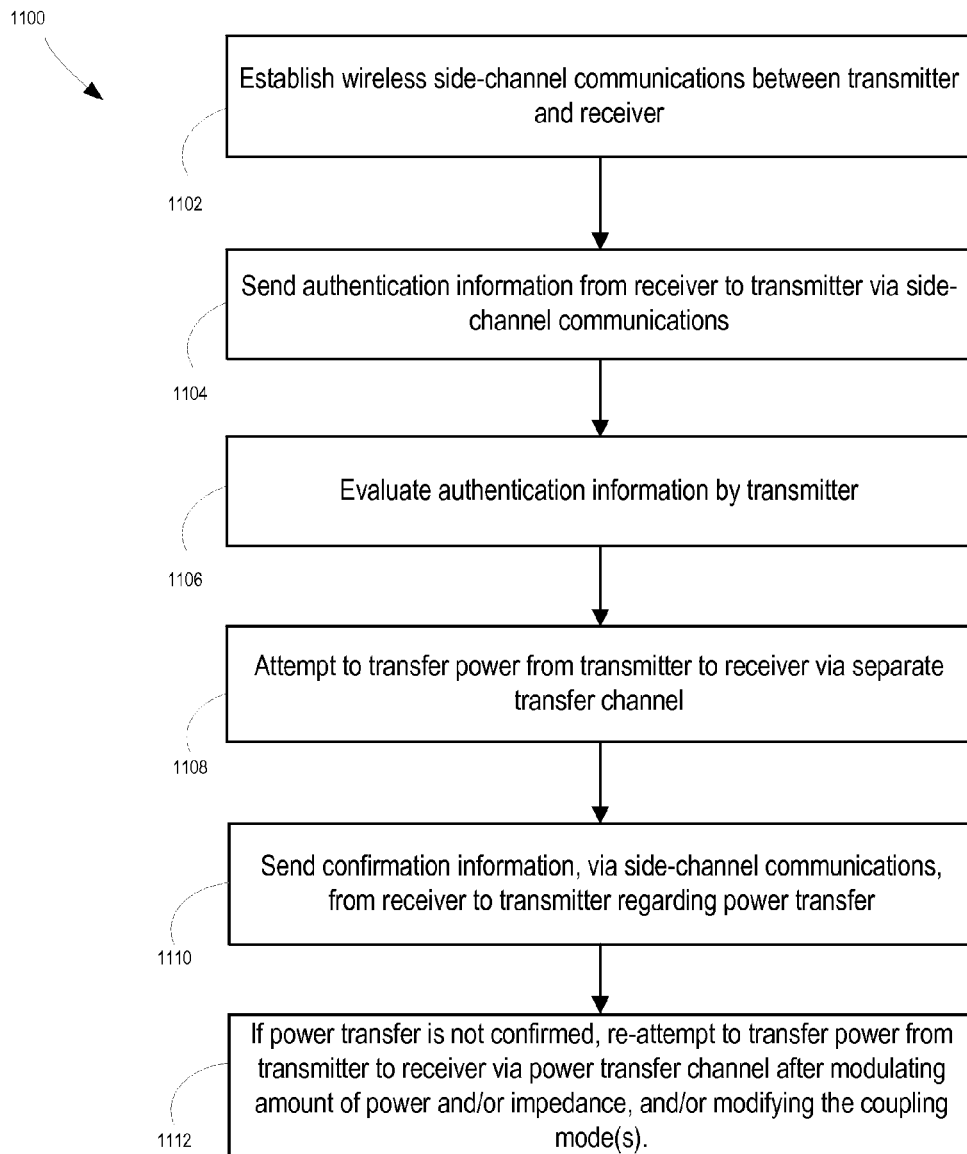 1100
Establish wireless side-channel communications between transmitter
and receiver
1102
Send authentication information from receiver to transmitter via side-
channel communications
1104
Evaluate authentication information by transmitter
1106
Attempt to transfer power from transmitter to receiver via separate
transfer channel
1108
Send confirmation information, via side-channel communications,
from receiver to transmitter regarding power transfer
1110
If power transfer is not confirmed, re-attempt to transfer power from
transmitter to receiver via power transfer channel after modulating
amount of power and/or impedance, and/or modifying the coupling
mode(s).
1112